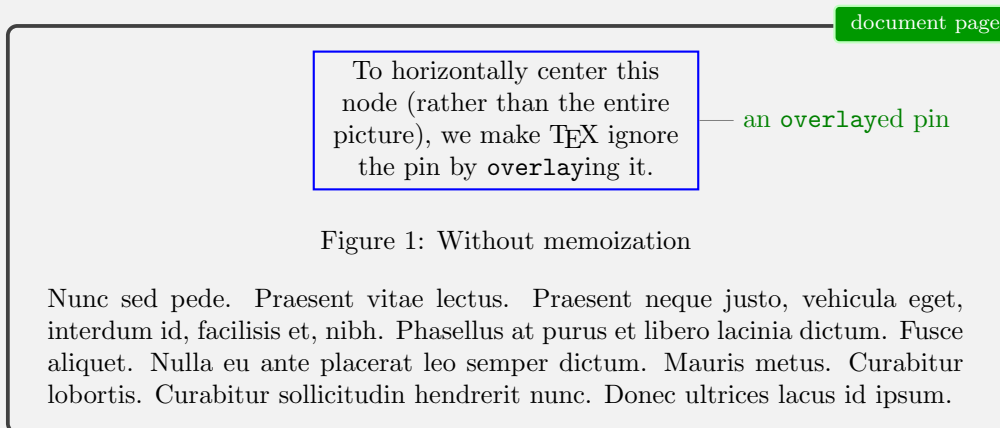 document page
To horizontally center this
node (rather than the entire
picture), we make TEX ignore
the pin by overlaying it.
an overlayed pin
Figure 1: Without memoization
Nunc sed pede. Praesent vitae lectus. Praesent neque justo, vehicula eget,
interdum id, facilisis et, nibh. Phasellus at purus et libero lacinia dictum. Fusce
aliquet. Nulla eu ante placerat leo semper dictum. Mauris metus. Curabitur
lobortis. Curabitur sollicitudin hendrerit nunc. Donec ultrices lacus id ipsum.